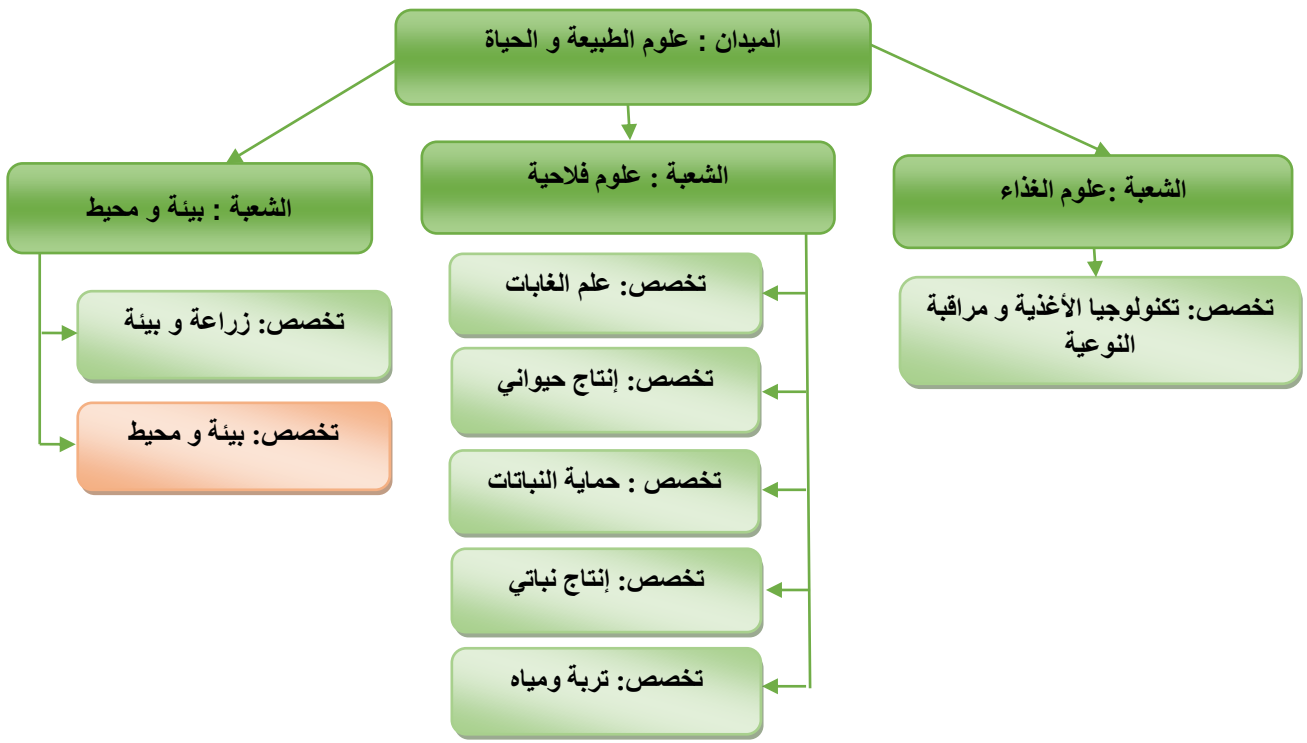 الميدان : علوم الطبيعة و الحياة
الشعبة :علوم الغذاء
تخصص: تكنولوجيا الأغذية و مراقبة
النوعية
الشعبة : علوم فلاحية
تخصص: علم الغابات
تخصص: إنتاج حيواني
تخصص : حماية النباتات
تخصص: إنتاج نباتي
تخصص: تربة ومياه
الشعبة : بيئة و محيط
تخصص: زراعة و بيئة
تخصص: بيئة و محيط